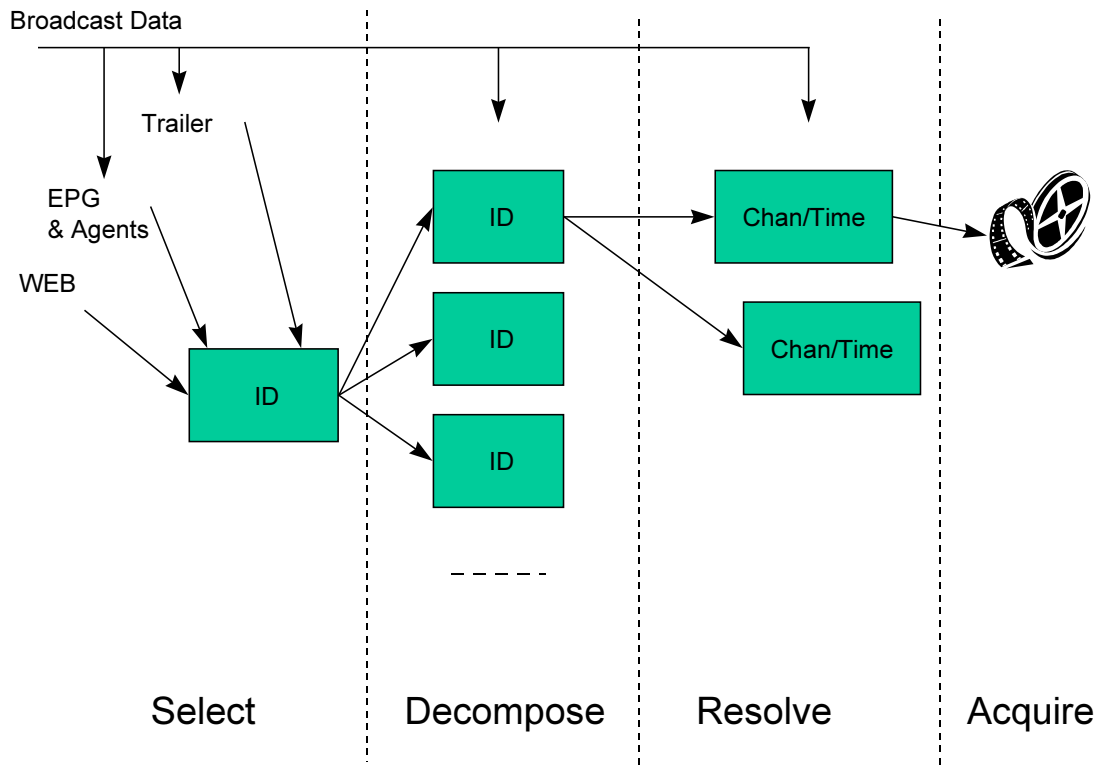 Broadcast Data
Trailer
EPG
& Agents
WEB
ID
ID
ID
ID
Chan/Time
Chan/Time
Select
Decompose
Resolve
Acquire